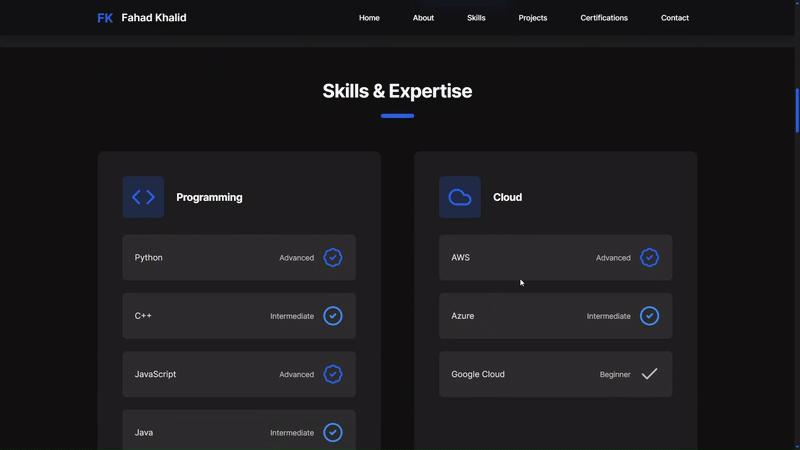 FK Fahad Khalid Home About Skills Projects Certifications Contact
Skills & Expertise
Programming
Python Advanced
C++ Intermediate
JavaScript Advanced
Java Intermediate
Cloud
AWS Advanced
Azure Intermediate
Google Cloud Beginner